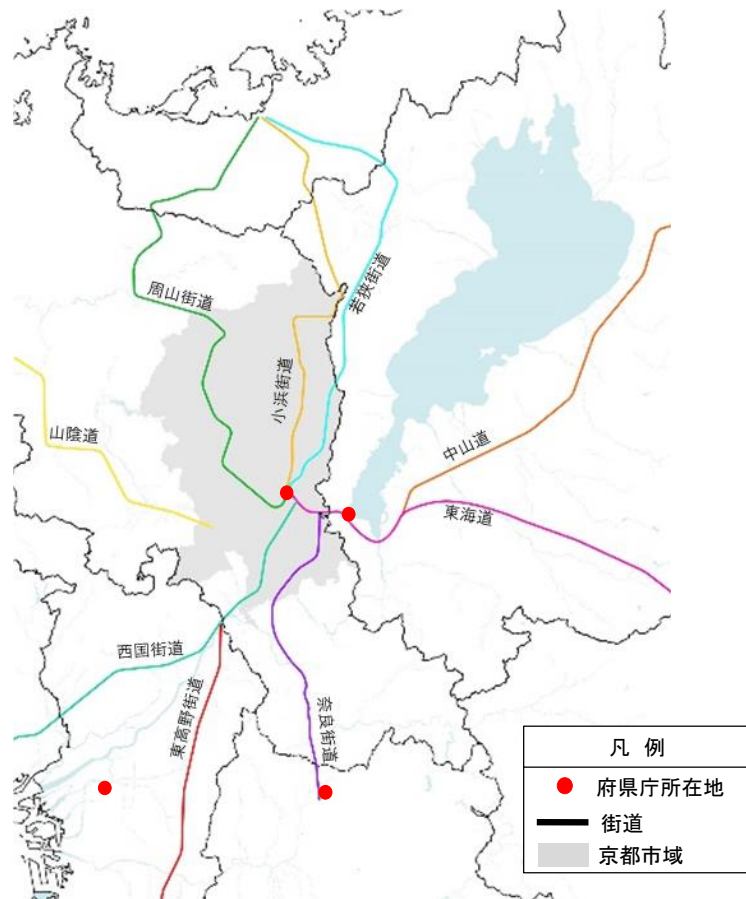 周山街道
若狭街道
小浜街道
山陰道
中山道
東海道
西国街道
東高野街道
奈良街道
凡 例
府県庁所在地
街道
京都市域